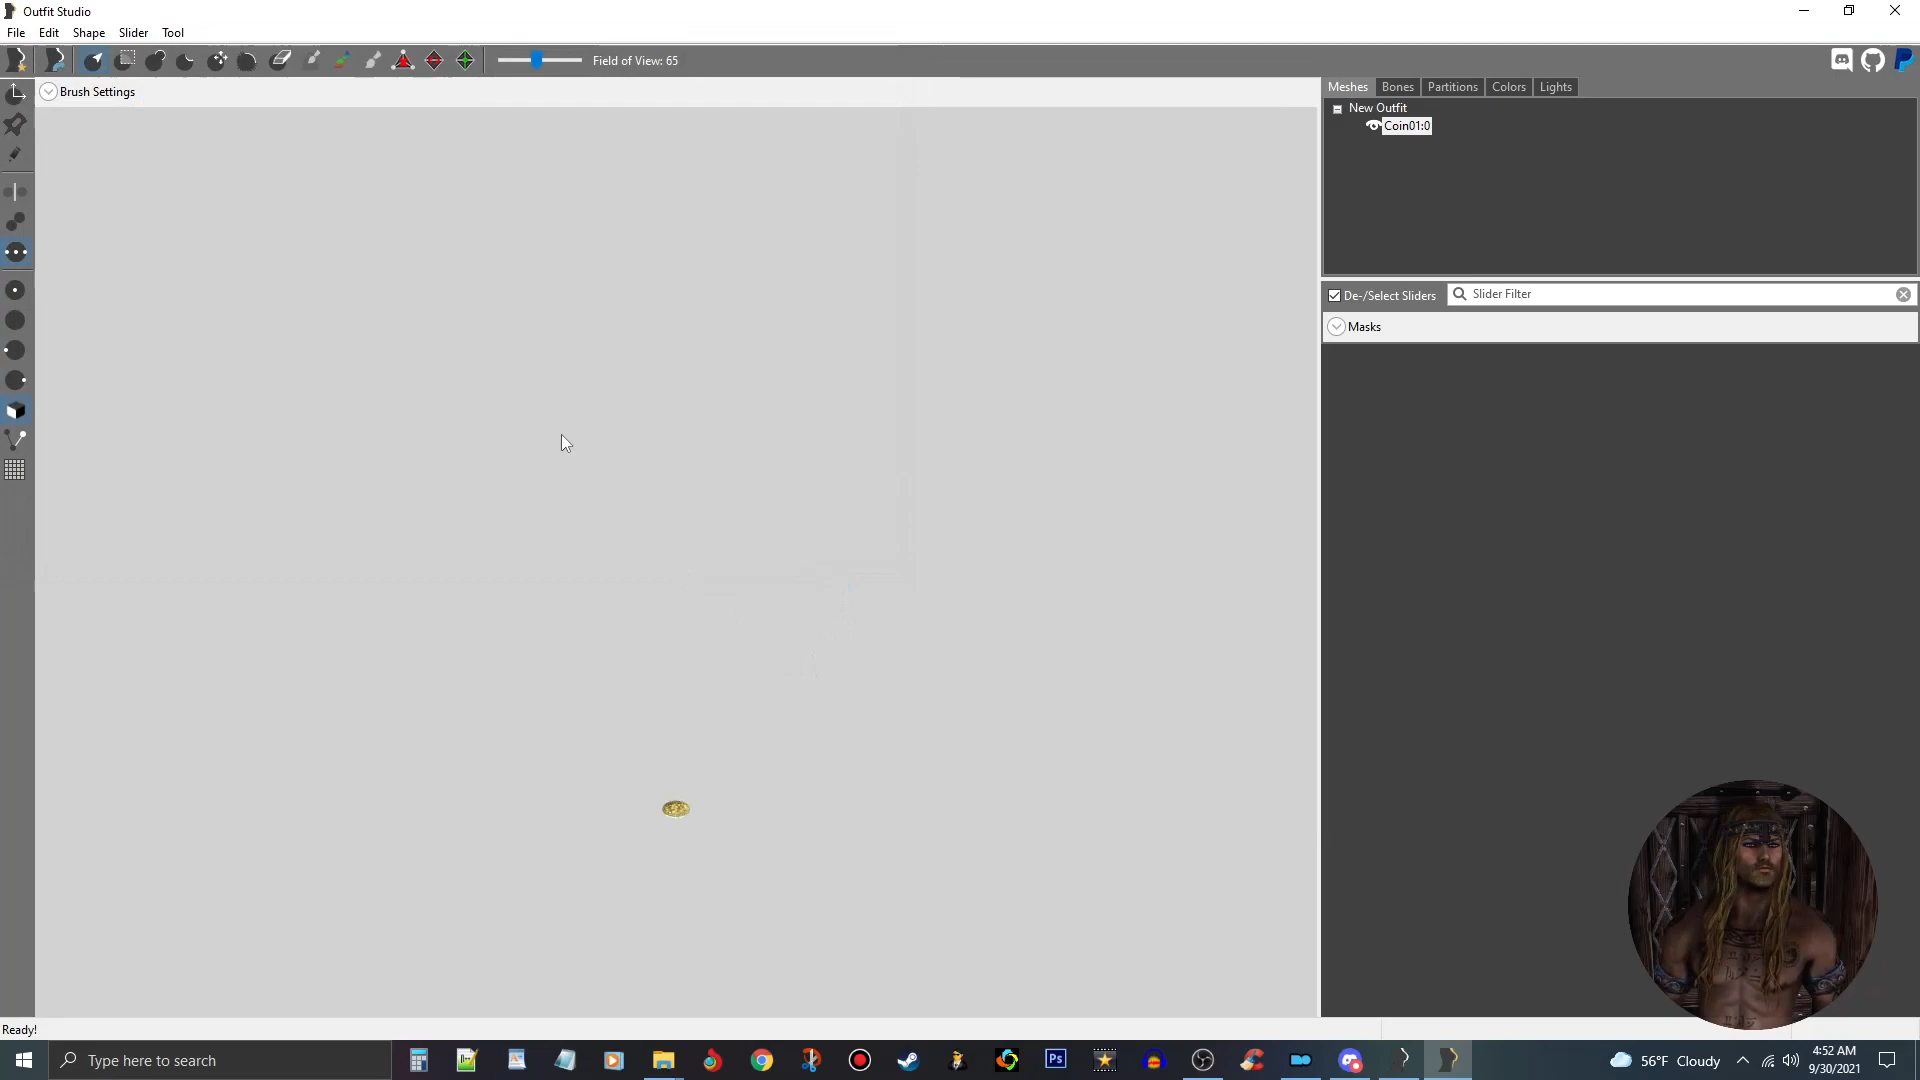 Outfit Studio
File Edit Shape Slider Tool
Field of View: 65
Brush Settings
Meshes Bones Partitions Colors Lights
New Outfit
Coin01:0
De-/Select Sliders Slider Filter
Masks
Ready!
Type here to search
Ps
56°F Cloudy
4:52 AM
9/30/2021